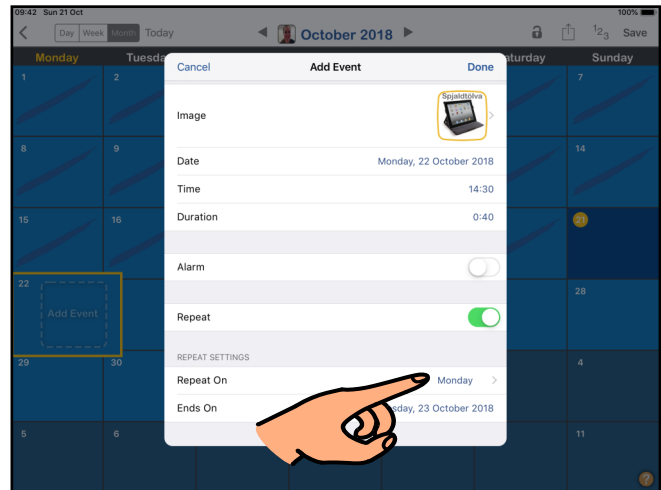 09:42 Sun 21 Oct 100%
Day Week Month Today October 2018 123 Save
Monday Sunday
Cancel Add Event Done
1 2 7
Image Spjaldtölva
8 9 14
Date Monday, 22 October 2018
Time 14:30
15 16 21
Duration 0:40
Alarm
22 28
Add Event
Repeat
REPEAT SETTINGS
29 30 4
Repeat On Monday
Ends On 23 October 2018
5 6 11
?